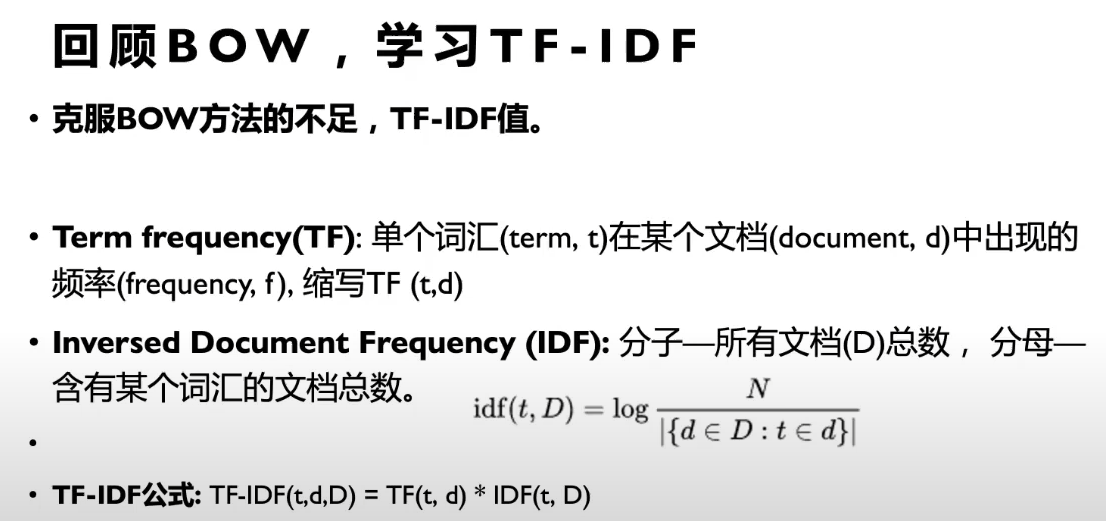 回顾BOW，学习TF-IDF
• 克服BOW方法的不足，TF-IDF值。
• Term frequency(TF): 单个词汇(term, t)在某个文档(document, d)中出现的
频率(frequency, f), 缩写TF (t,d)
• Inversed Document Frequency (IDF): 分子—所有文档(D)总数， 分母—
含有某个词汇的文档总数。
idf(t, D) = log N / |{d ∈ D : t ∈ d}|
•
• TF-IDF公式: TF-IDF(t,d,D) = TF(t, d) * IDF(t, D)